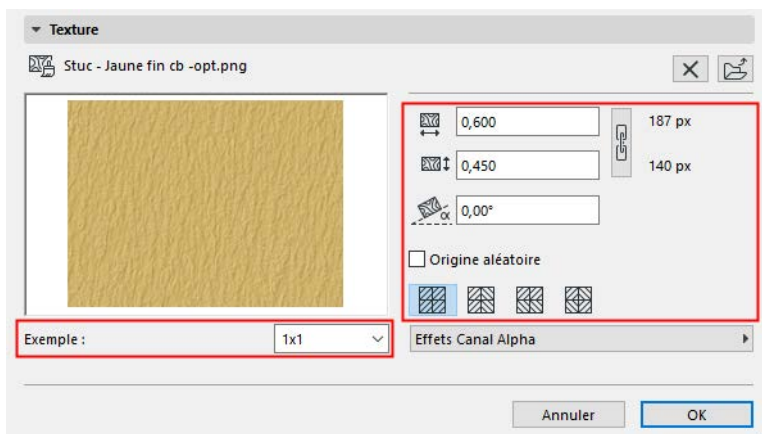 Texture
Stuc - Jaune fin cb -opt.png
0,600
187 px
0,450
140 px
α
0,00°
Origine aléatoire
Exemple :
1x1
Effets Canal Alpha
Annuler
OK